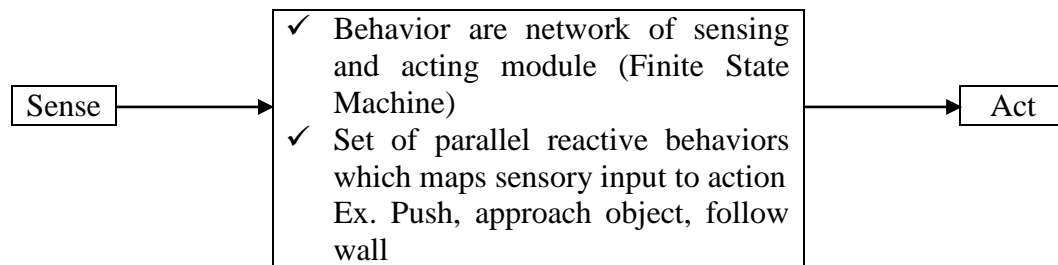 Sense
✓ Behavior are network of sensing
and acting module (Finite State
Machine)
✓ Set of parallel reactive behaviors
which maps sensory input to action
Ex. Push, approach object, follow
wall
Act